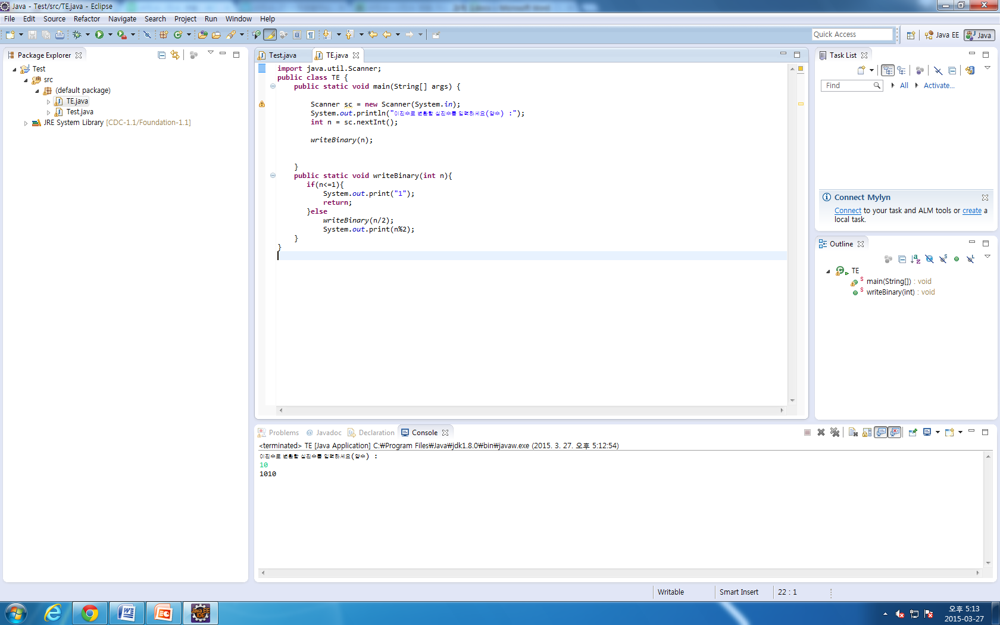 Java - Test/src/TE.java - Eclipse
File Edit Source Refactor Navigate Search Project Run Window Help
Quick Access
Java EE
Java
Package Explorer
Test
src
(default package)
TE.java
Test.java
JRE System Library [CDC-1.1/Foundation-1.1]
Test.java
TE.java
import java.util.Scanner;
public class TE {
public static void main(String[] args) {
Scanner sc = new Scanner(System.in);
System.out.println("이진수로 변환할 십진수를 입력하세요(양수) :");
int n = sc.nextInt();
writeBinary(n);
}
public static void writeBinary(int n){
if(n<=1){
System.out.print("1");
return;
}else
writeBinary(n/2);
System.out.print(n%2);
}
}
Task List
Find
All
Activate...
Connect Mylyn
Connect to your task and ALM tools or create a
local task.
Outline
TE
main(String[]) : void
writeBinary(int) : void
Problems @ Javadoc Declaration Console
<terminated> TE [Java Application] C:₩Program Files₩Java₩jdk1.8.0₩bin₩javaw.exe (2015. 3. 27. 오후 5:12:54)
이진수로 변환할 십진수를 입력하세요(양수) :
10
1010
Writable
Smart Insert
22 : 1
Java EE
IDE
오후 5:13
2015-03-27